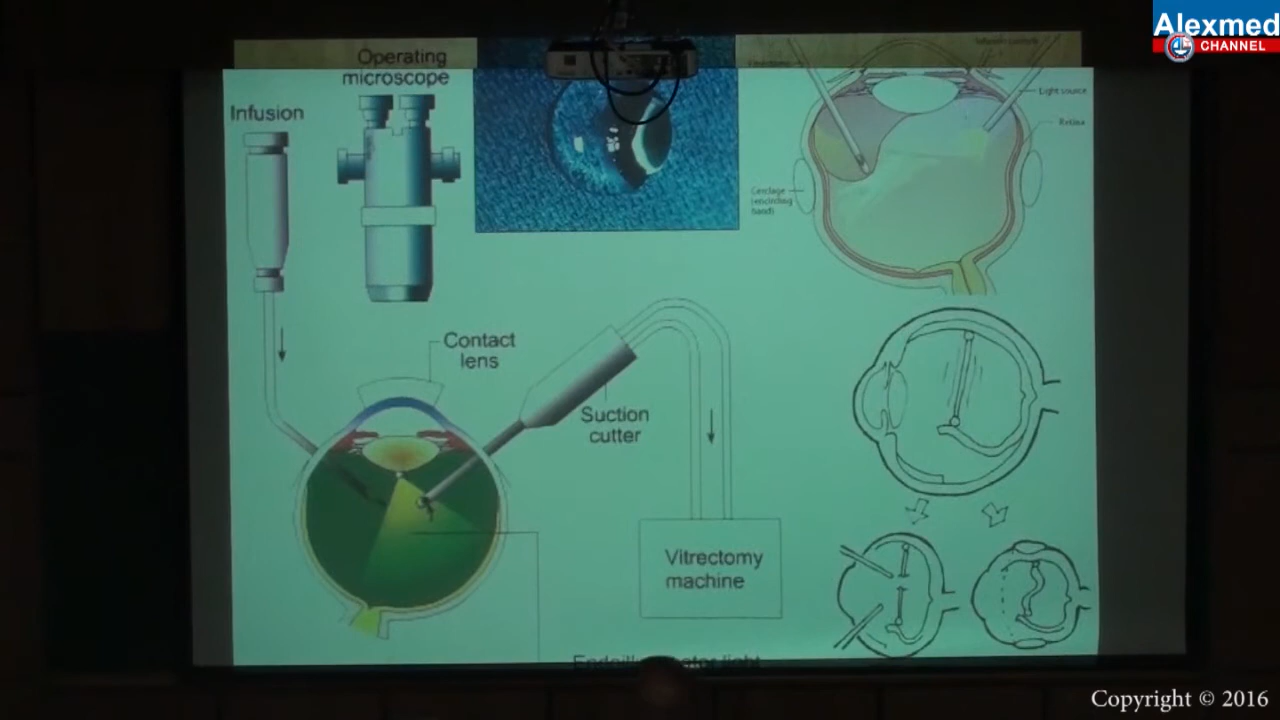 Alexmed
CHANNEL
Operating
microscope
Infusion
Light source
Retina
Cerclage
(encircling
band)
Contact
lens
Suction
cutter
Vitrectomy
machine
light
Copyright © 2016